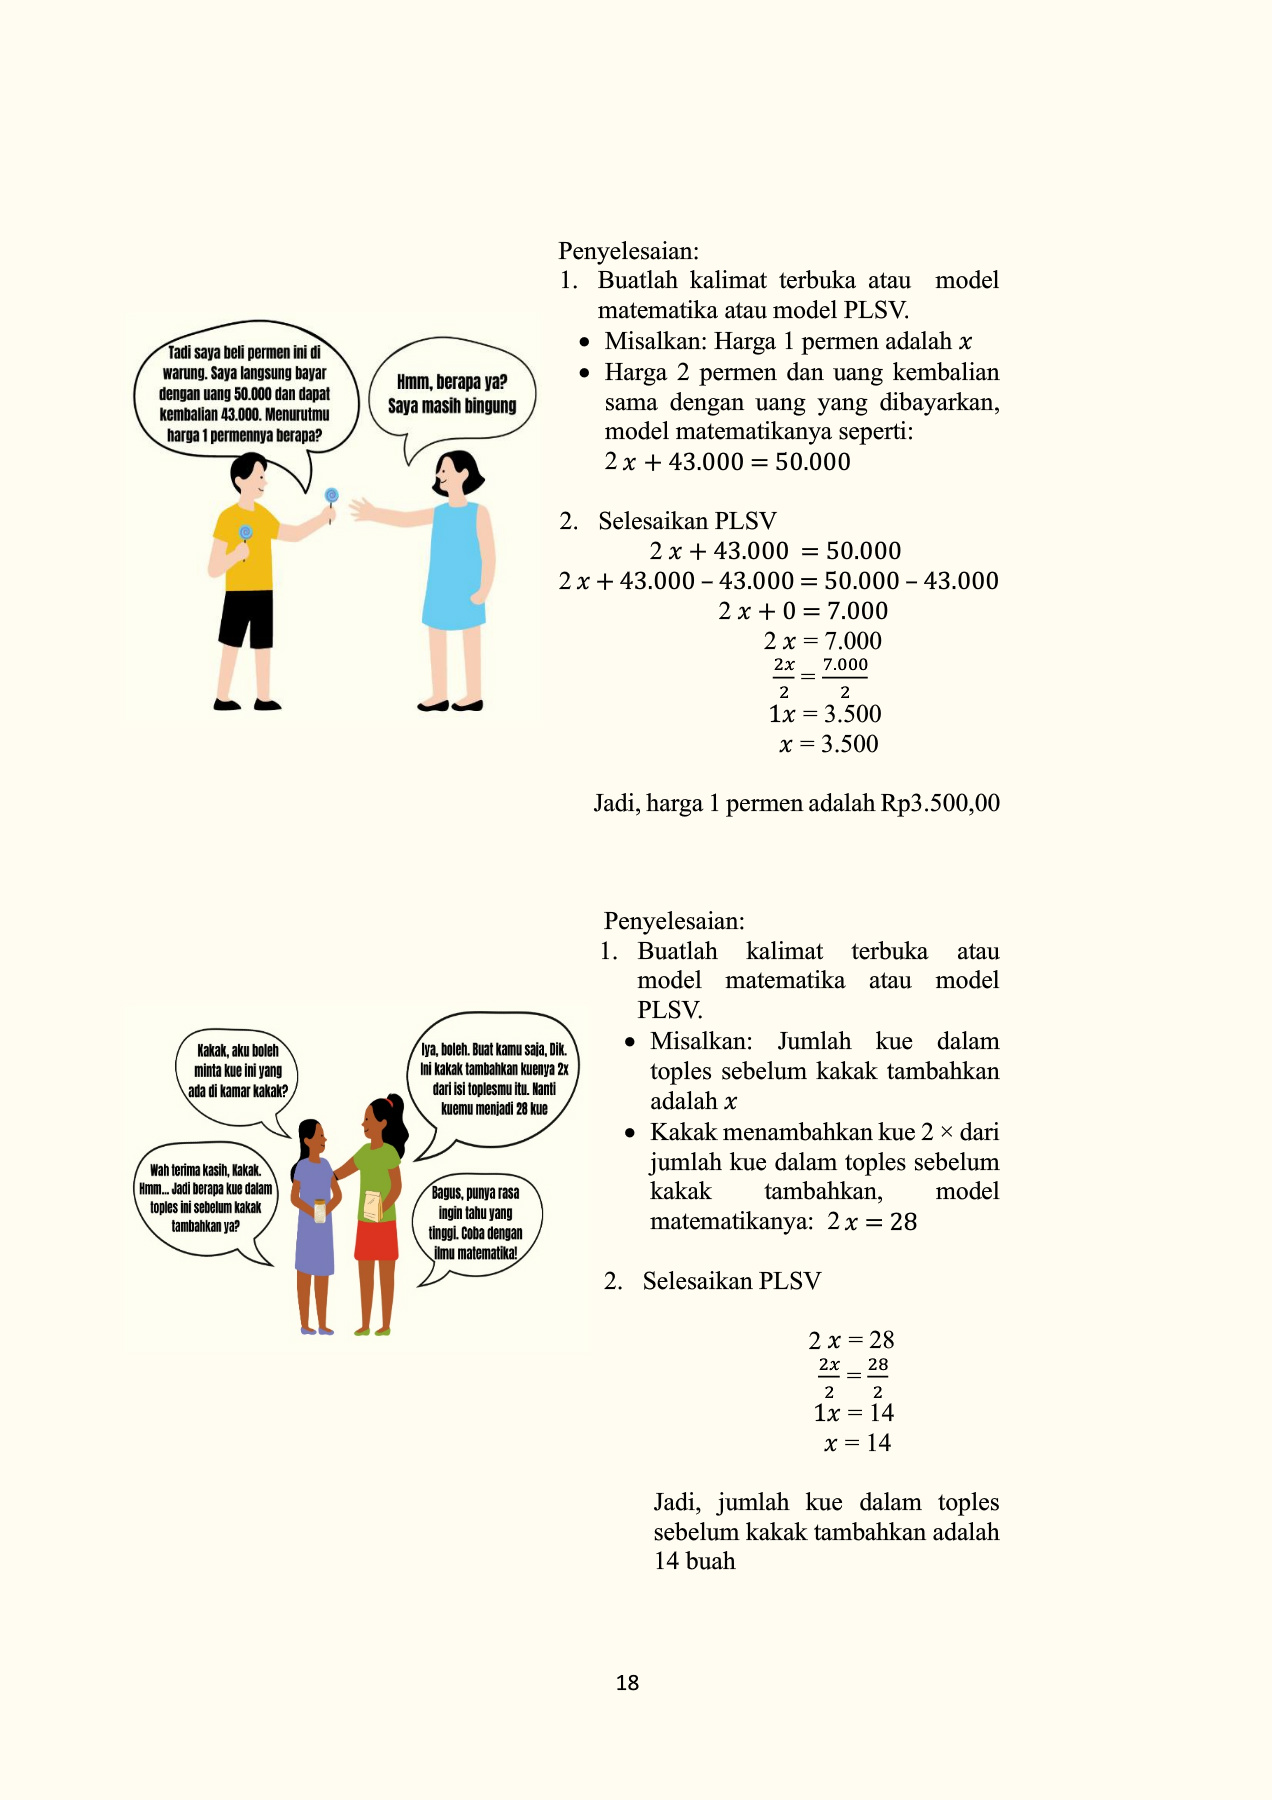 Penyelesaian:
1. Buatlah kalimat terbuka atau model
matematika atau model PLSV.
• Misalkan: Harga 1 permen adalah x
• Harga 2 permen dan uang kembalian
sama dengan uang yang dibayarkan,
model matematikanya seperti:
2 x + 43.000 = 50.000
Tadi saya beli permen ini di
warung. Saya langsung bayar
dengan uang 50.000 dan dapat
kembalian 43.000. Menurutmu
harga 1 permennya berapa?
Hmm, berapa ya?
Saya masih bingung
2. Selesaikan PLSV
2 x + 43.000 = 50.000
2 x + 43.000 – 43.000 = 50.000 – 43.000
2 x + 0 = 7.000
2 x = 7.000
2x/2 = 7.000/2
1x = 3.500
x = 3.500
Jadi, harga 1 permen adalah Rp3.500,00
Penyelesaian:
1. Buatlah kalimat terbuka atau
model matematika atau model
PLSV.
• Misalkan: Jumlah kue dalam
toples sebelum kakak tambahkan
adalah x
• Kakak menambahkan kue 2 × dari
jumlah kue dalam toples sebelum
kakak tambahkan, model
matematikanya: 2 x = 28
Kakak, aku boleh
minta kue ini yang
ada di kamar kakak?
Iya, boleh. Buat kamu saja, Dik.
Ini kakak tambahkan kuenya 2x
dari isi toplesmu itu. Nanti
kuemu menjadi 28 kue
Wah terima kasih, Kakak.
Hmm... Jadi berapa kue dalam
toples ini sebelum kakak
tambahkan ya?
Bagus, punya rasa
ingin tahu yang
tinggi. Coba dengan
ilmu matematika!
2. Selesaikan PLSV
2 x = 28
2x/2 = 28/2
1x = 14
x = 14
Jadi, jumlah kue dalam toples
sebelum kakak tambahkan adalah
14 buah
18